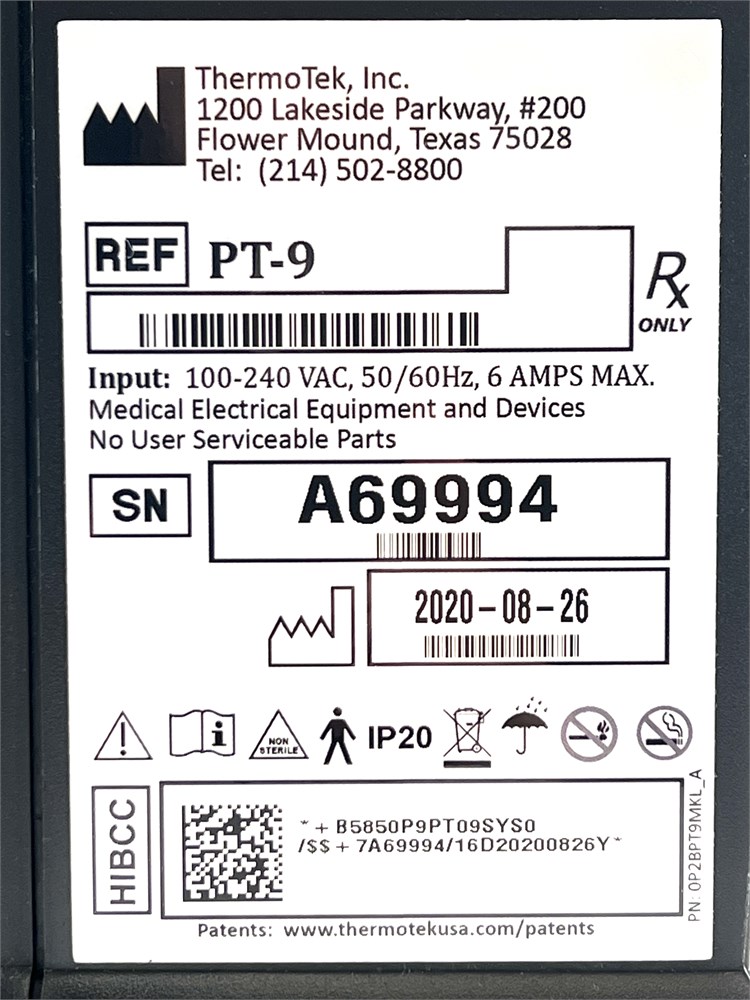 ThermoTek, Inc.
1200 Lakeside Parkway, #200
Flower Mound, Texas 75028
Tel: (214) 502-8800
REF PT-9
Rx
ONLY
Input: 100-240 VAC, 50/60Hz, 6 AMPS MAX.
Medical Electrical Equipment and Devices
No User Serviceable Parts
SN A69994
2020-08-26
NON
STERILE
IP20
HIBCC
*+B5850P9PT09SYS0
/$$+7A69994/16D20200826Y*
PN: 0P2BPT9MKL_A
Patents: www.thermotekusa.com/patents